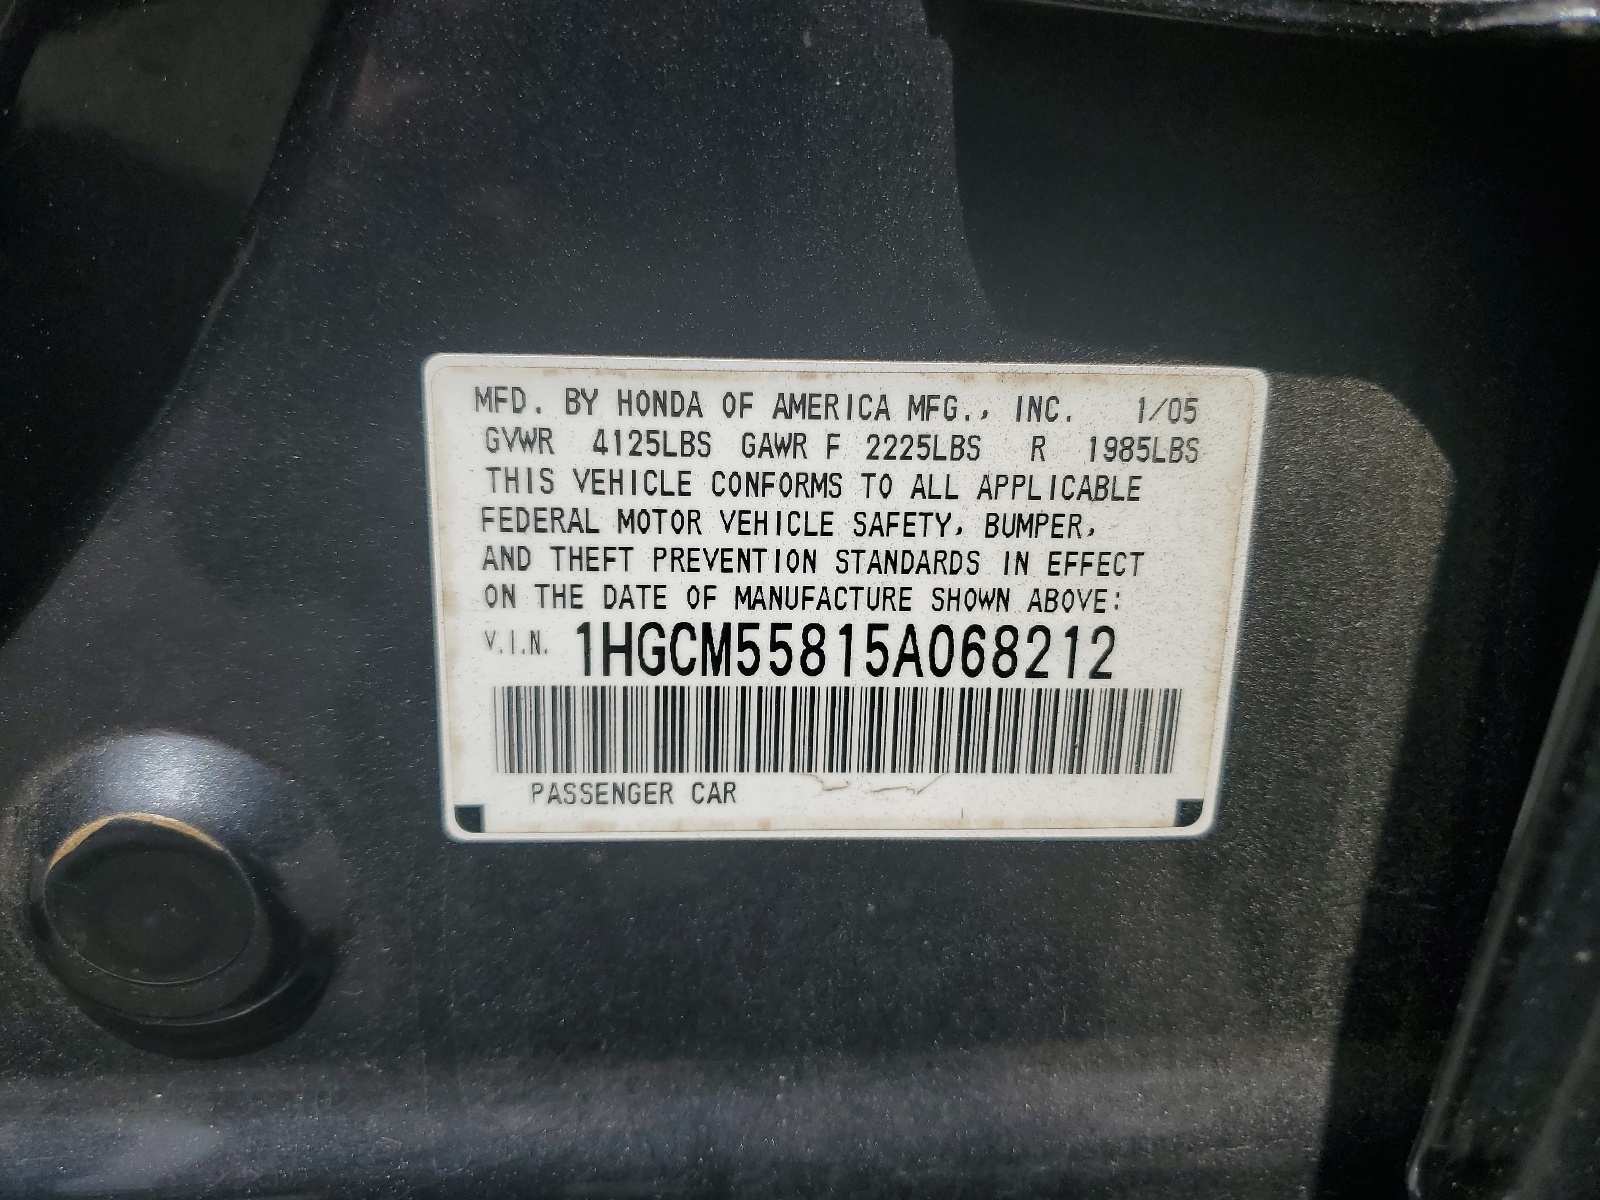 MFD. BY HONDA OF AMERICA MFG., INC. 1/05
GVWR 4125LBS GAWR F 2225LBS R 1985LBS
THIS VEHICLE CONFORMS TO ALL APPLICABLE
FEDERAL MOTOR VEHICLE SAFETY, BUMPER,
AND THEFT PREVENTION STANDARDS IN EFFECT
ON THE DATE OF MANUFACTURE SHOWN ABOVE:
V.I.N. 1HGCM55815A068212
PASSENGER CAR